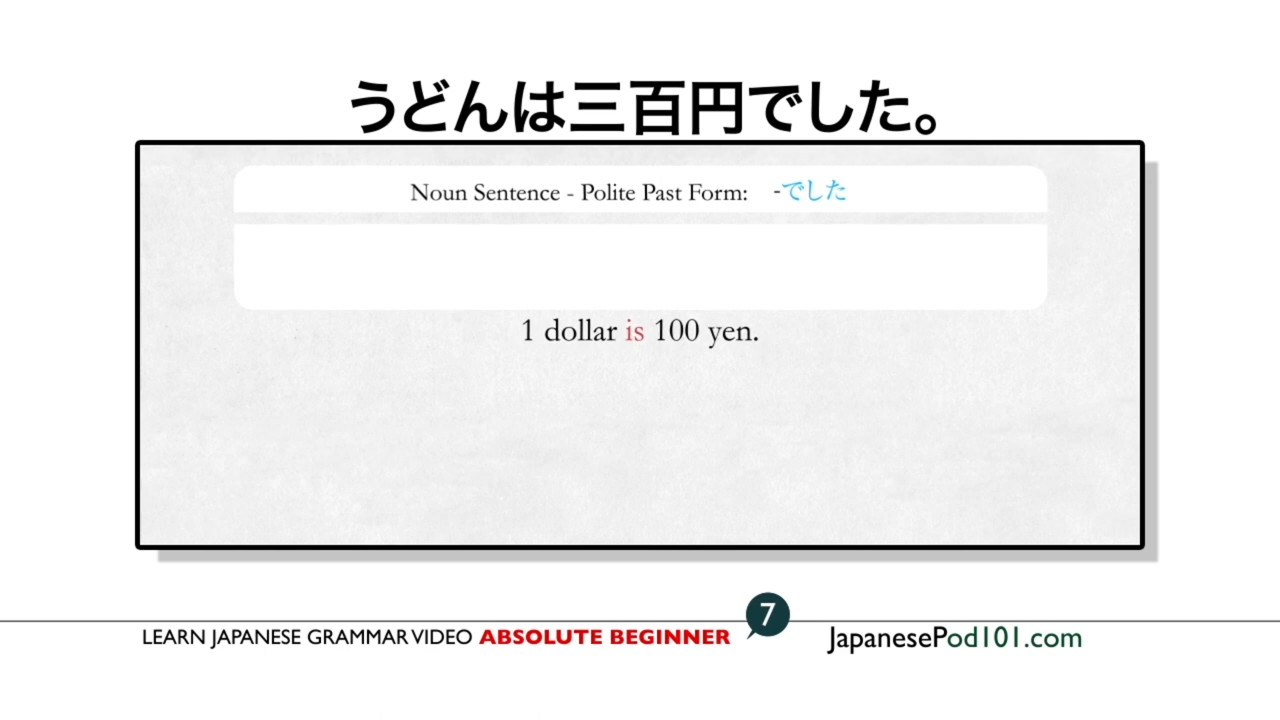 うどんは三百円でした。
Noun Sentence - Polite Past Form: -でした
1 dollar is 100 yen.
7
LEARN JAPANESE GRAMMAR VIDEO ABSOLUTE BEGINNER
JapanesePod101.com